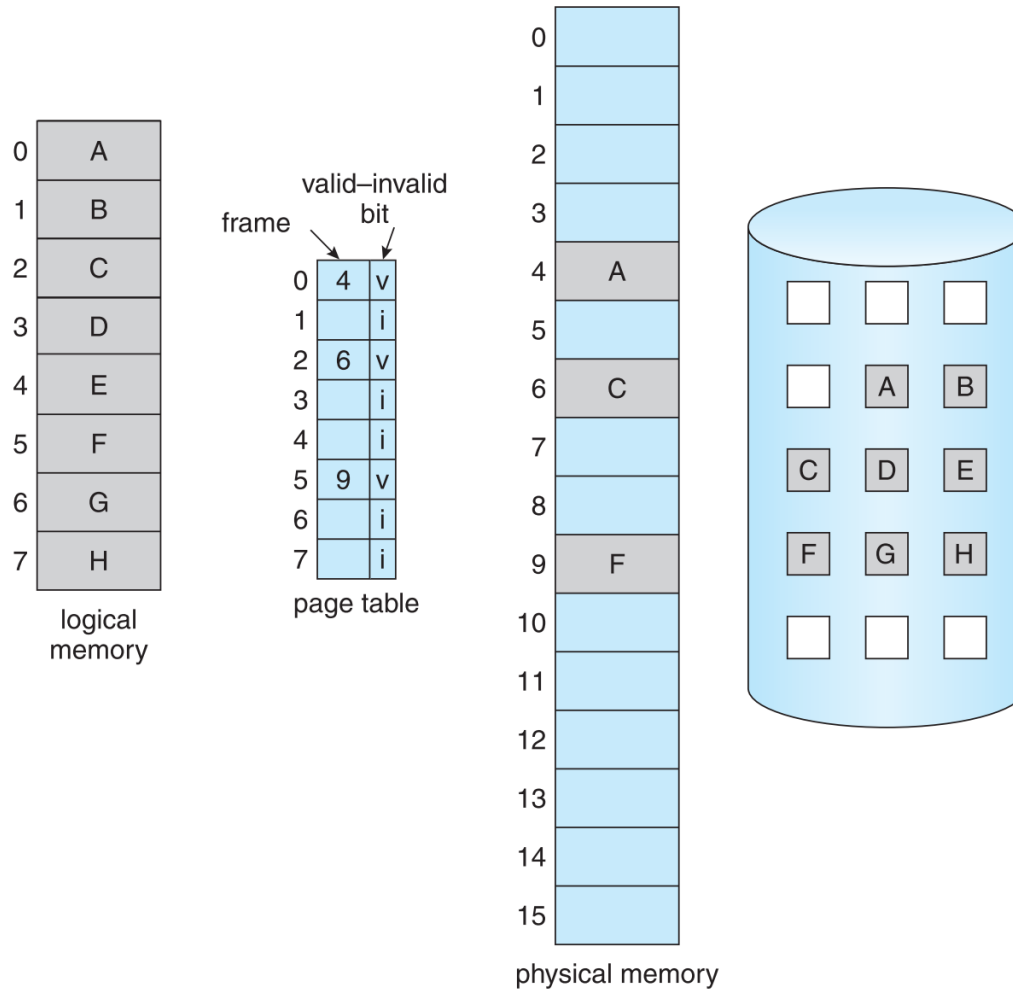 0 A
1 B
2 C
3 D
4 E
5 F
6 G
7 H
logical
memory
valid–invalid
bit
frame
0 4 v
1 i
2 6 v
3 i
4 i
5 9 v
6 i
7 i
page table
0
1
2
3
4 A
5
6 C
7
8
9 F
10
11
12
13
14
15
physical memory
A B
C D E
F G H